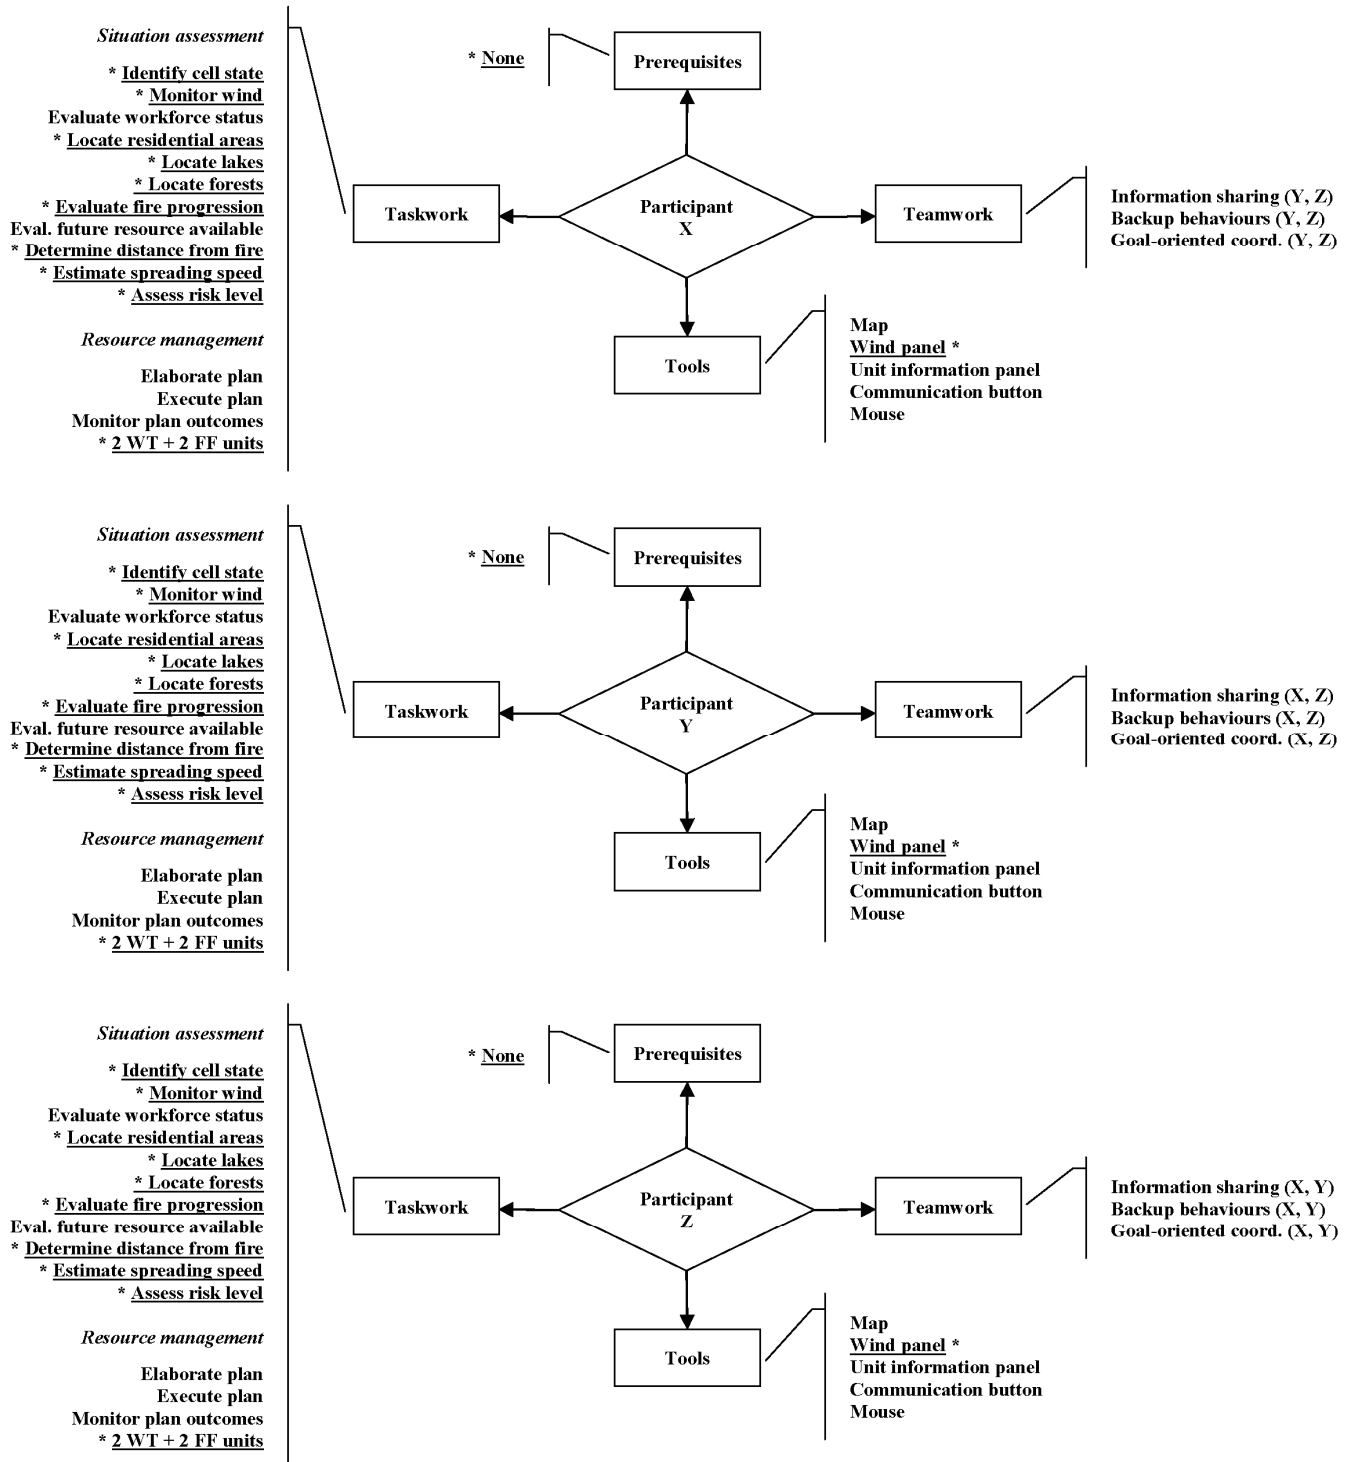 Situation assessment
* Identify cell state
* Monitor wind
Evaluate workforce status
* Locate residential areas
* Locate lakes
* Locate forests
* Evaluate fire progression
Eval. future resource available
* Determine distance from fire
* Estimate spreading speed
* Assess risk level
Resource management
Elaborate plan
Execute plan
Monitor plan outcomes
* 2 WT + 2 FF units
* None
Prerequisites
Taskwork
Participant
X
Teamwork
Information sharing (Y, Z)
Backup behaviours (Y, Z)
Goal-oriented coord. (Y, Z)
Tools
Map
Wind panel *
Unit information panel
Communication button
Mouse
Situation assessment
* Identify cell state
* Monitor wind
Evaluate workforce status
* Locate residential areas
* Locate lakes
* Locate forests
* Evaluate fire progression
Eval. future resource available
* Determine distance from fire
* Estimate spreading speed
* Assess risk level
Resource management
Elaborate plan
Execute plan
Monitor plan outcomes
* 2 WT + 2 FF units
* None
Prerequisites
Taskwork
Participant
Y
Teamwork
Information sharing (X, Z)
Backup behaviours (X, Z)
Goal-oriented coord. (X, Z)
Tools
Map
Wind panel *
Unit information panel
Communication button
Mouse
Situation assessment
* Identify cell state
* Monitor wind
Evaluate workforce status
* Locate residential areas
* Locate lakes
* Locate forests
* Evaluate fire progression
Eval. future resource available
* Determine distance from fire
* Estimate spreading speed
* Assess risk level
Resource management
Elaborate plan
Execute plan
Monitor plan outcomes
* 2 WT + 2 FF units
* None
Prerequisites
Taskwork
Participant
Z
Teamwork
Information sharing (X, Y)
Backup behaviours (X, Y)
Goal-oriented coord. (X, Y)
Tools
Map
Wind panel *
Unit information panel
Communication button
Mouse